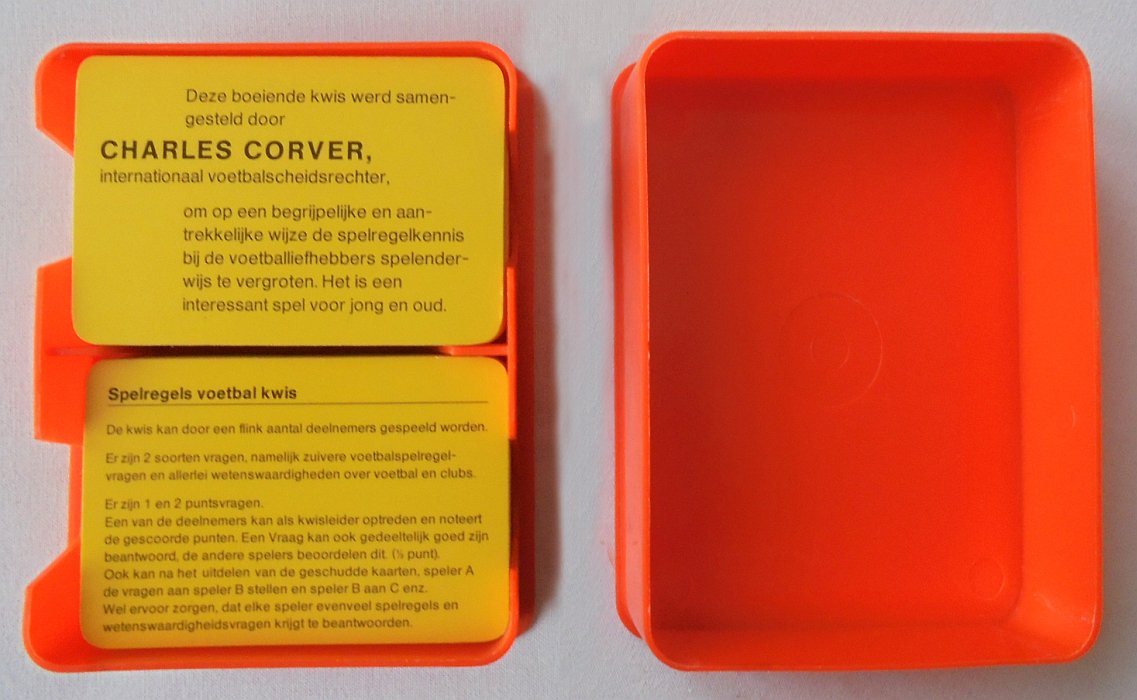 Deze boeiende kwis werd samen-
gesteld door
CHARLES CORVER,
internationaal voetbalscheidsrechter,
om op een begrijpelijke en aan-
trekkelijke wijze de spelregelkennis
bij de voetballiefhebbers spelender-
wijs te vergroten. Het is een
interessant spel voor jong en oud.
Spelregels voetbal kwis
De kwis kan door een flink aantal deelnemers gespeeld worden.
Er zijn 2 soorten vragen, namelijk zuivere voetbalspelregel-
vragen en allerlei wetenswaardigheden over voetbal en clubs.
Er zijn 1 en 2 puntsvragen.
Een van de deelnemers kan als kwisleider optreden en noteert
de gescoorde punten. Een Vraag kan ook gedeeltelijk goed zijn
beantwoord, de andere spelers beoordelen dit. (½ punt).
Ook kan na het uitdelen van de geschudde kaarten, speler A
de vragen aan speler B stellen en speler B aan C enz.
Wel ervoor zorgen, dat elke speler evenveel spelregels en
wetenswaardigheidsvragen krijgt te beantwoorden.